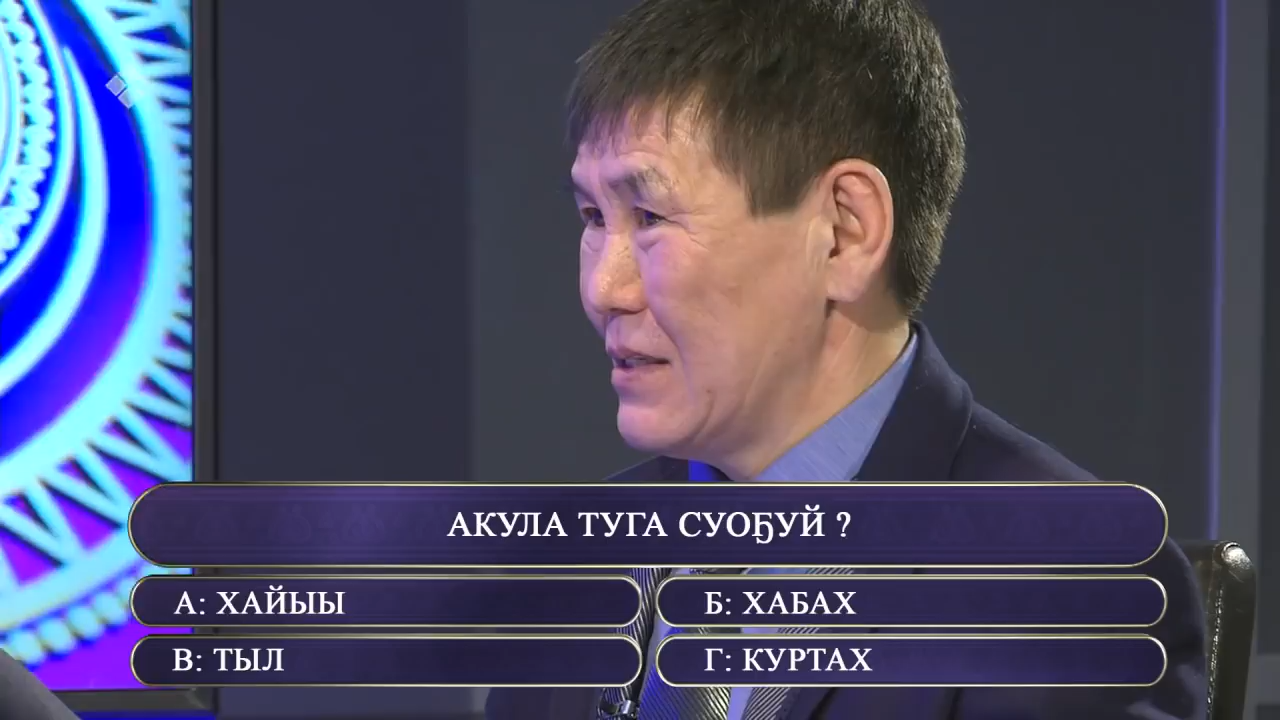 АКУЛА ТУГА СУОҔУЙ ?
А: ХАЙЫЫ
Б: ХАБАХ
В: ТЫЛ
Г: КУРТАХ